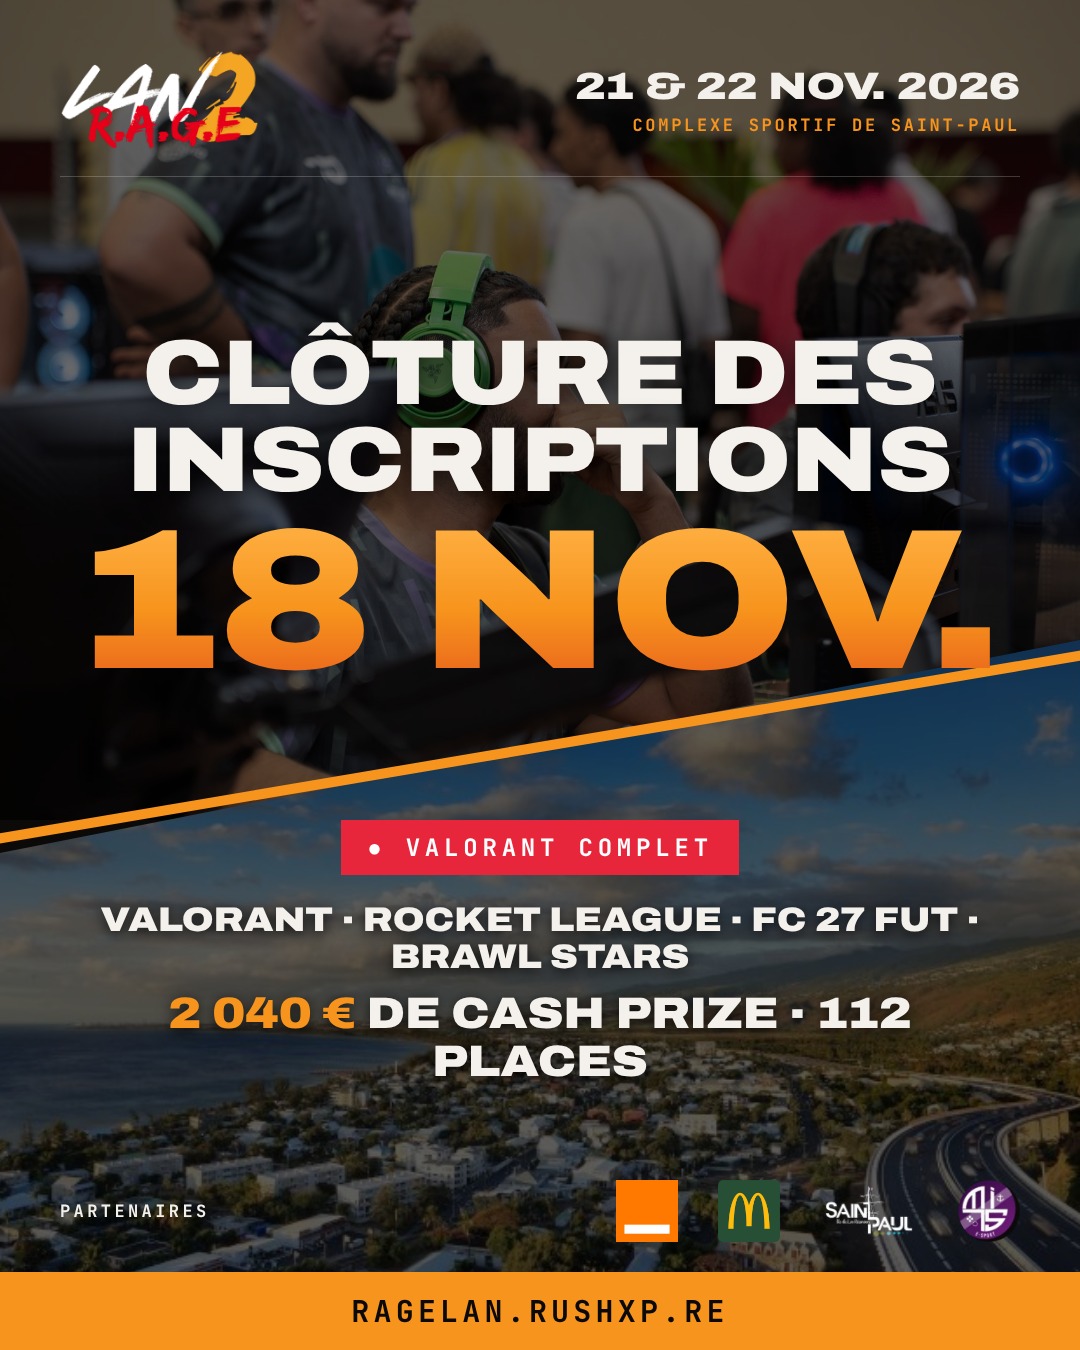 LAN 2
R.A.G.E
21 & 22 NOV. 2026
COMPLEXE SPORTIF DE SAINT-PAUL
CLÔTURE DES
INSCRIPTIONS
18 NOV.
● VALORANT COMPLET
VALORANT · ROCKET LEAGUE · FC 27 FUT ·
BRAWL STARS
2 040 € DE CASH PRIZE · 112
PLACES
PARTENAIRES
SAINT PAUL
E-SPORT
RAGELAN.RUSHXP.RE